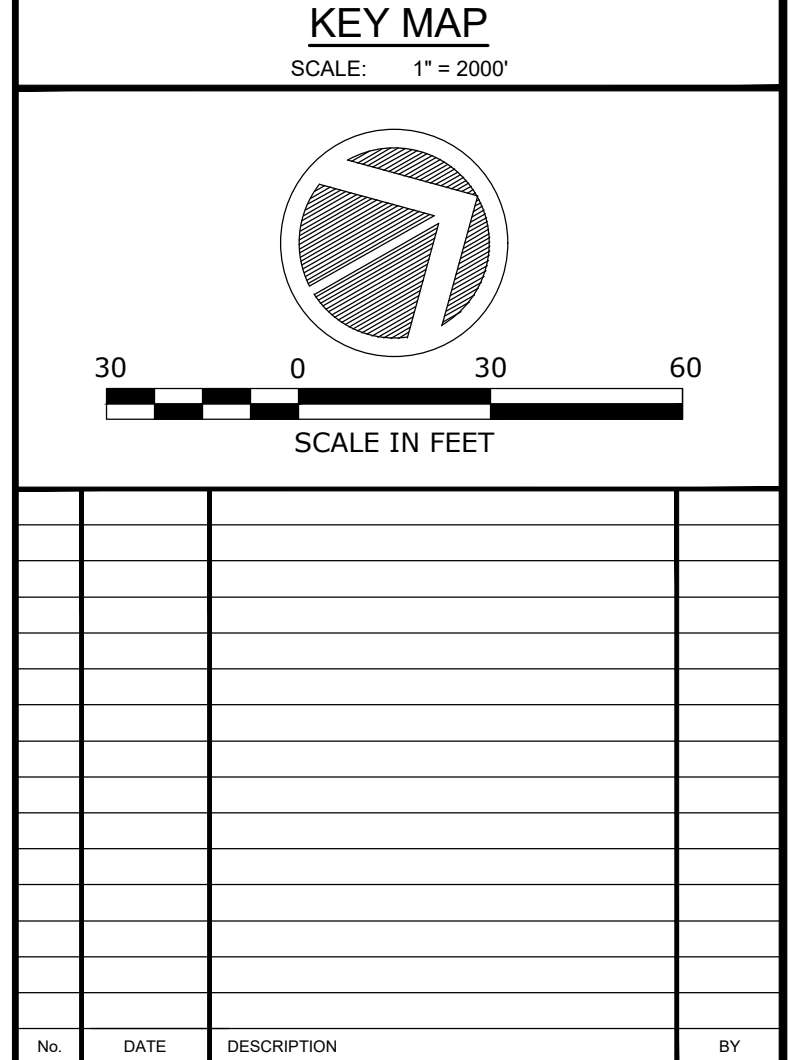 KEY MAP
SCALE: 1" = 2000'
30 0 30 60
SCALE IN FEET
No. DATE DESCRIPTION BY